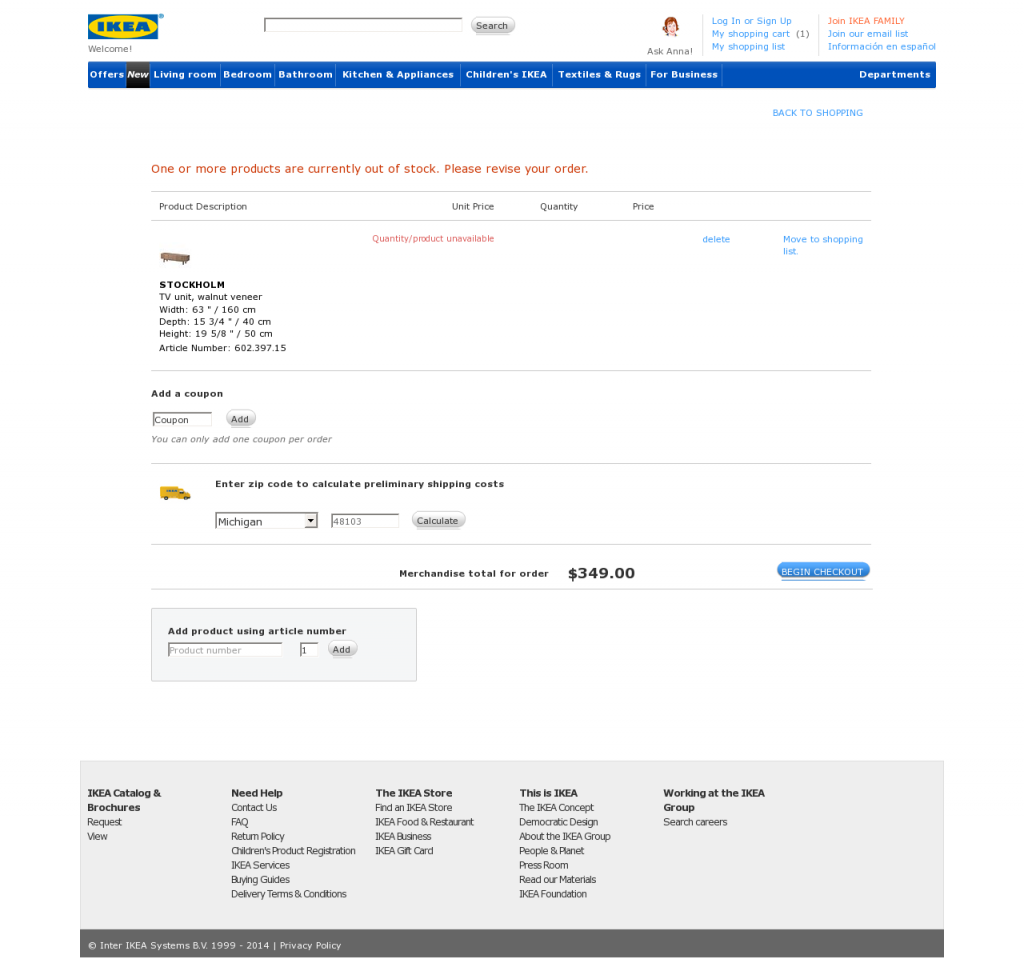 IKEA®
Search
Log In or Sign Up
Join IKEA FAMILY
My shopping cart (1)
Join our email list
Welcome!
Ask Anna!
My shopping list
Información en español
Offers New Living room Bedroom Bathroom Kitchen & Appliances Children's IKEA Textiles & Rugs For Business Departments
BACK TO SHOPPING
One or more products are currently out of stock. Please revise your order.
Product Description Unit Price Quantity Price
Quantity/product unavailable
delete
Move to shopping
list.
STOCKHOLM
TV unit, walnut veneer
Width: 63 " / 160 cm
Depth: 15 3/4 " / 40 cm
Height: 19 5/8 " / 50 cm
Article Number: 602.397.15
Add a coupon
Coupon Add
You can only add one coupon per order
Enter zip code to calculate preliminary shipping costs
IKEA
Michigan 48103 Calculate
Merchandise total for order $349.00 BEGIN CHECKOUT
Add product using article number
Product number 1 Add
IKEA Catalog &
Brochures
Request
View
Need Help
Contact Us
FAQ
Return Policy
Children's Product Registration
IKEA Services
Buying Guides
Delivery Terms & Conditions
The IKEA Store
Find an IKEA Store
IKEA Food & Restaurant
IKEA Business
IKEA Gift Card
This is IKEA
The IKEA Concept
Democratic Design
About the IKEA Group
People & Planet
Press Room
Read our Materials
IKEA Foundation
Working at the IKEA
Group
Search careers
© Inter IKEA Systems B.V. 1999 - 2014 | Privacy Policy